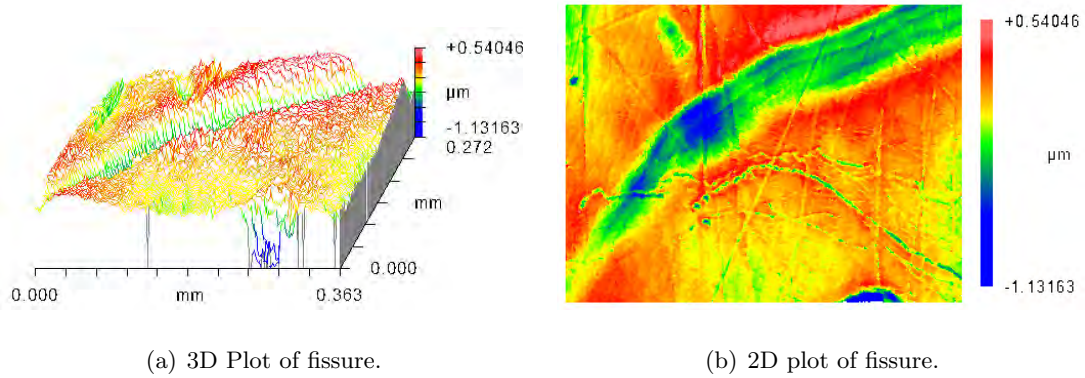 +0.54046
µm
-1.13163
0.272
mm
0.000
0.000
mm
0.363
+0.54046
µm
-1.13163
(a) 3D Plot of fissure.
(b) 2D plot of fissure.